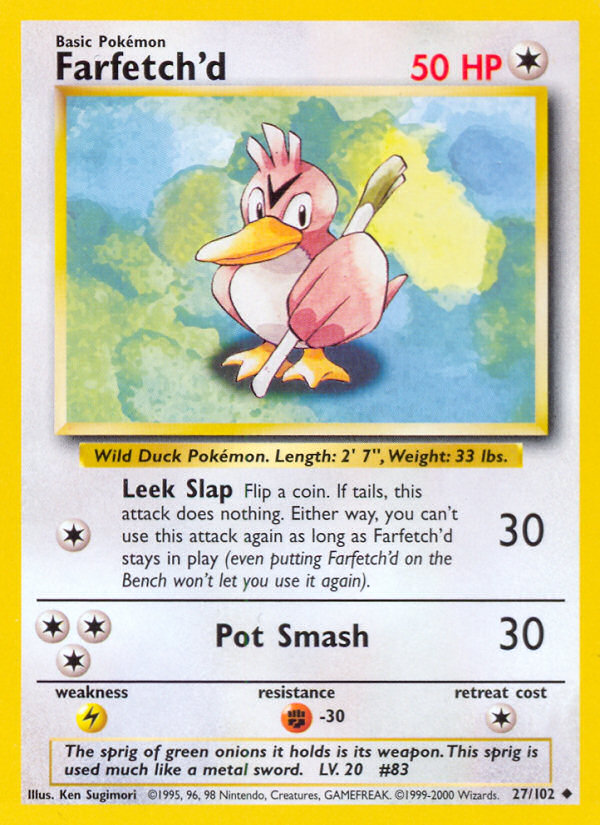 Basic Pokémon
Farfetch'd 50 HP
Wild Duck Pokémon. Length: 2' 7", Weight: 33 lbs.
Leek Slap Flip a coin. If tails, this
attack does nothing. Either way, you can't
use this attack again as long as Farfetch'd
stays in play (even putting Farfetch'd on the
Bench won't let you use it again).
30
Pot Smash 30
weakness resistance retreat cost
-30
The sprig of green onions it holds is its weapon. This sprig is
used much like a metal sword. LV. 20 #83
Illus. Ken Sugimori ©1995, 96, 98 Nintendo, Creatures, GAMEFREAK. ©1999-2000 Wizards. 27/102